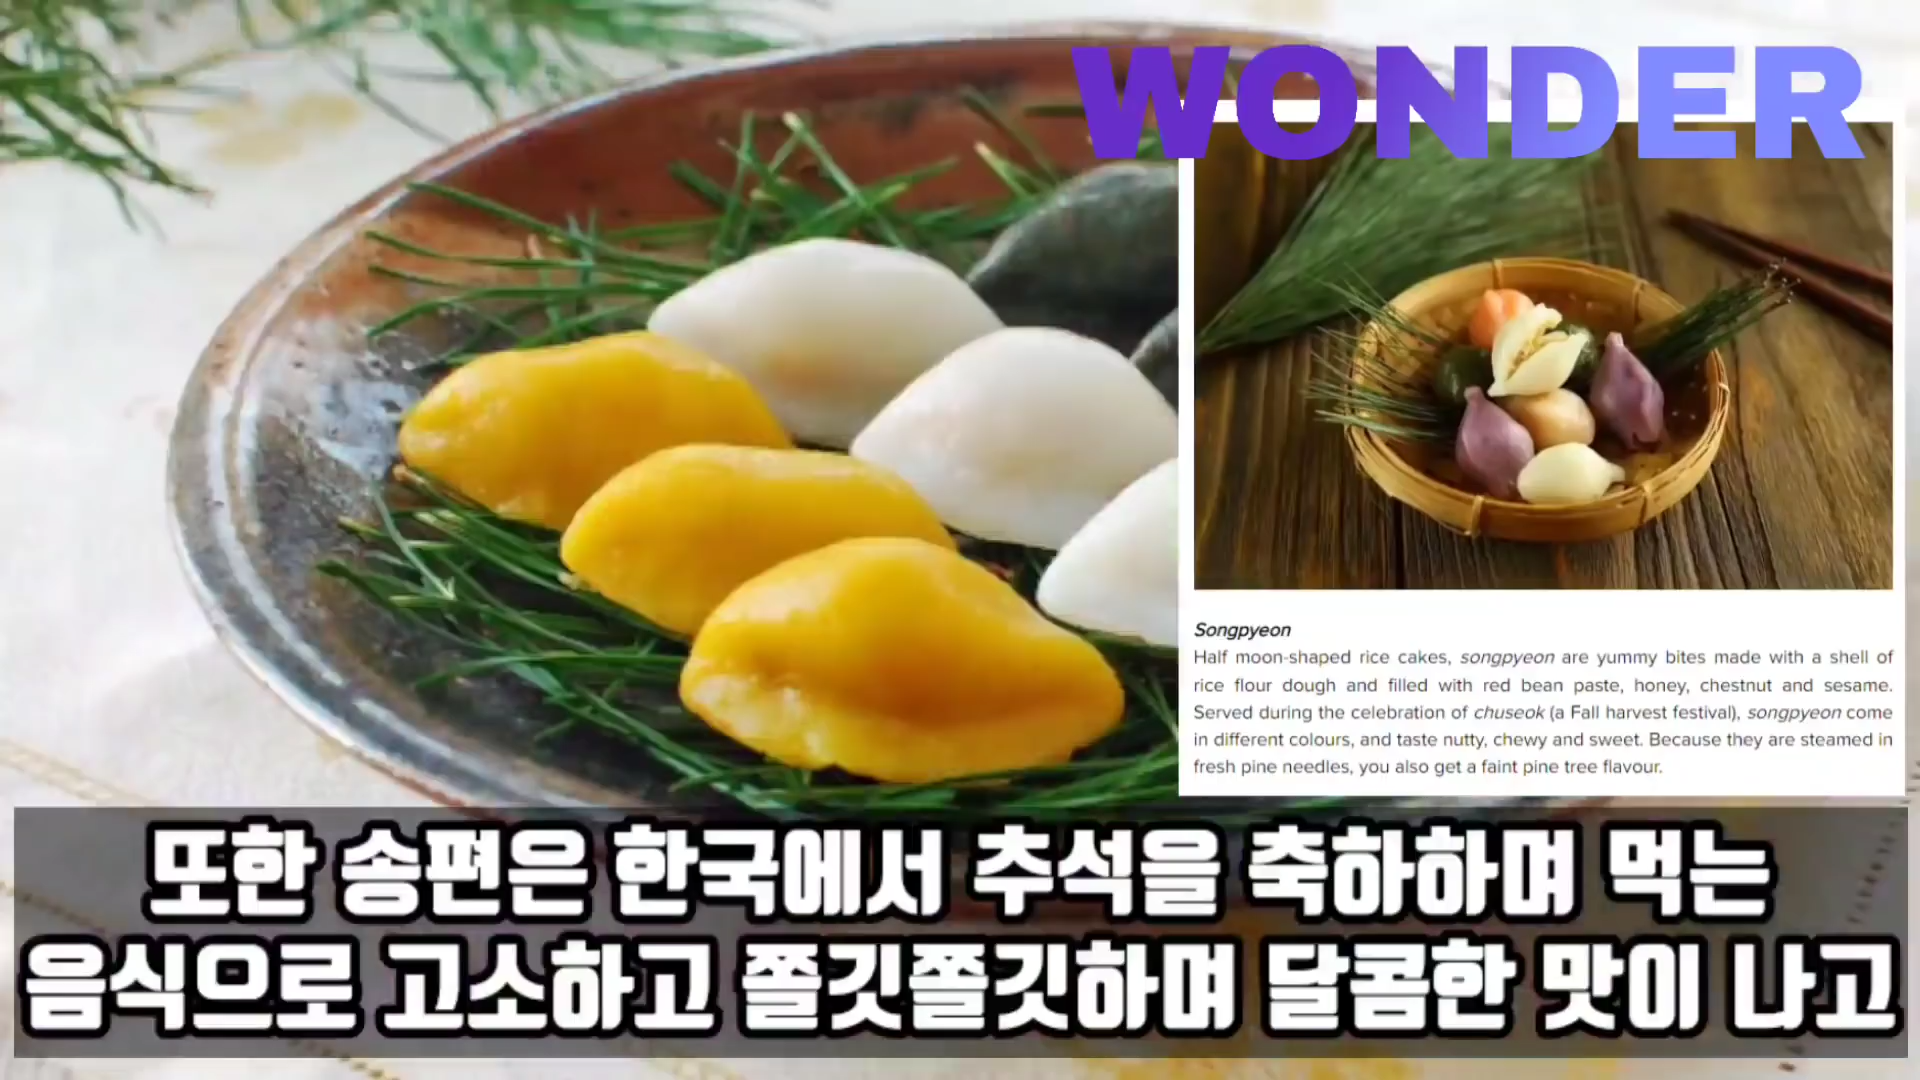 WONDER
Songpyeon
Half moon-shaped rice cakes, songpyeon are yummy bites made with a shell of
rice flour dough and filled with red bean paste, honey, chestnut and sesame.
Served during the celebration of chuseok (a Fall harvest festival), songpyeon come
in different colours, and taste nutty, chewy and sweet. Because they are steamed in
fresh pine needles, you also get a faint pine tree flavour.
또한 송편은 한국에서 추석을 축하하며 먹는
음식으로 고소하고 쫄깃쫄깃하며 달콤한 맛이 나고